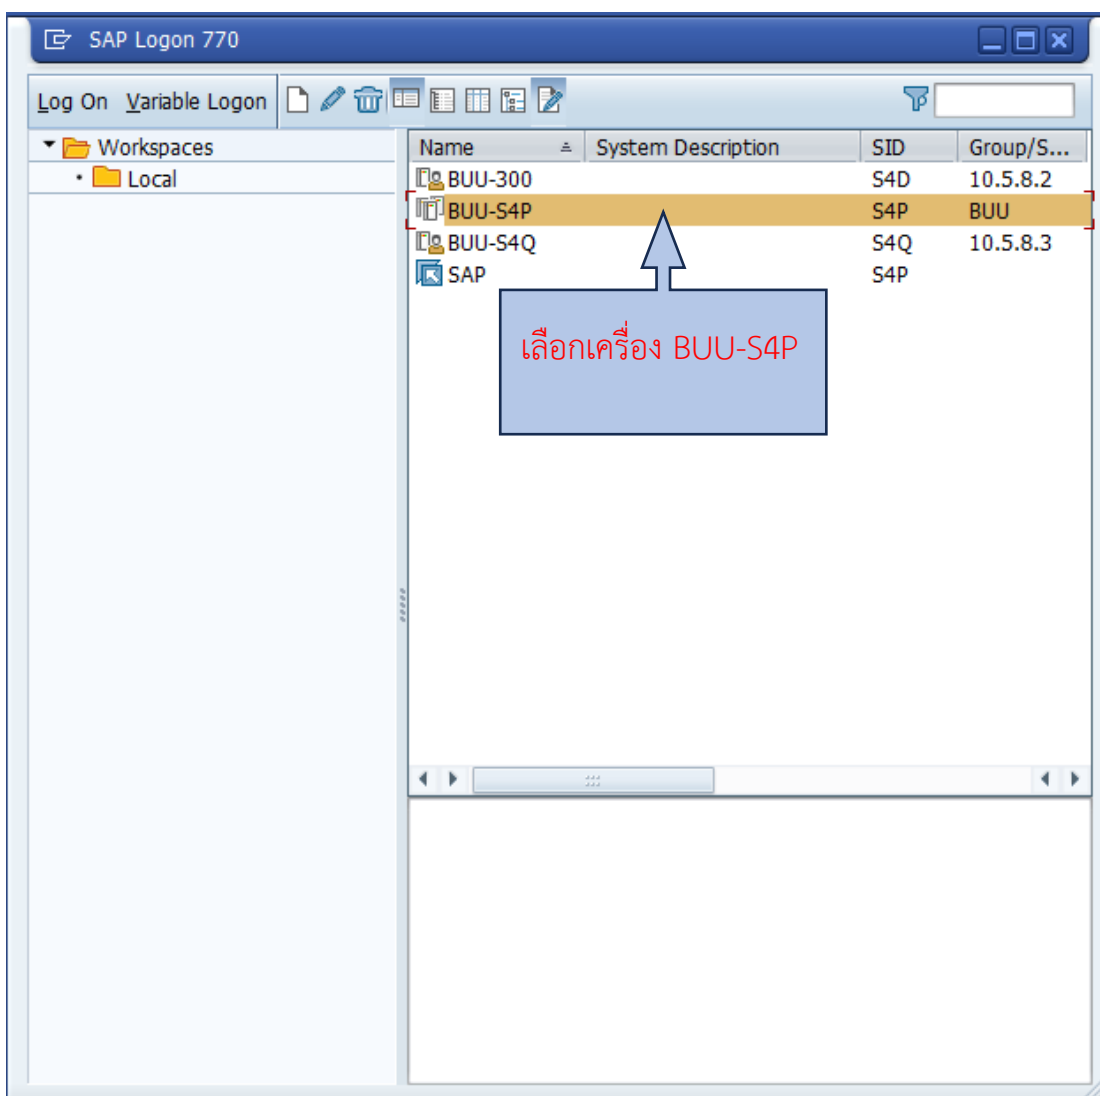 SAP Logon 770
Log On Variable Logon
Workspaces
Local
Name System Description SID Group/S...
BUU-300 S4D 10.5.8.2
BUU-S4P S4P BUU
BUU-S4Q S4Q 10.5.8.3
SAP S4P
เลือกเครื่อง BUU-S4P